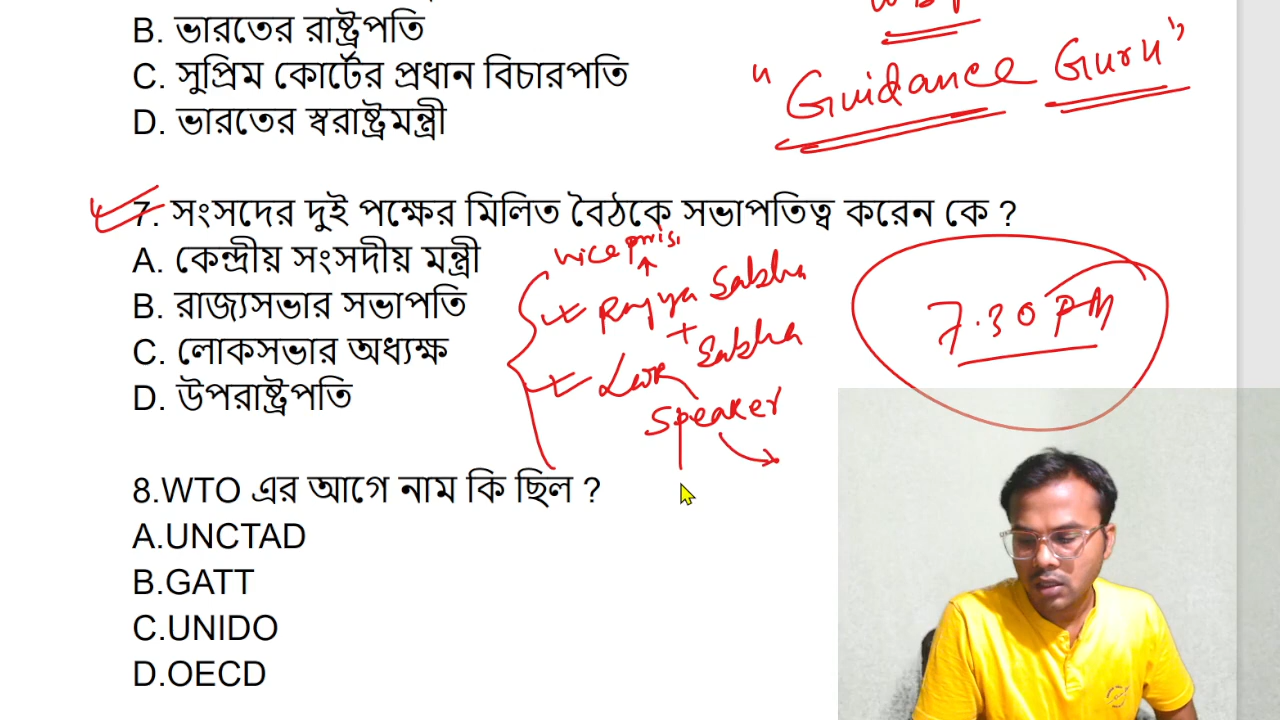 B. ভারতের রাষ্ট্রপতি
C. সুপ্রিম কোর্টের প্রধান বিচারপতি
D. ভারতের স্বরাষ্ট্রমন্ত্রী
"Guidance Guru"
7. সংসদের দুই পক্ষের মিলিত বৈঠকে সভাপতিত্ব করেন কে ?
A. কেন্দ্রীয় সংসদীয় মন্ত্রী
B. রাজ্যসভার সভাপতি
C. লোকসভার অধ্যক্ষ
D. উপরাষ্ট্রপতি
vice pris.
Rajya Sabha
+
Lok Sabha
Speaker
7.30 PM
8.WTO এর আগে নাম কি ছিল ?
A.UNCTAD
B.GATT
C.UNIDO
D.OECD